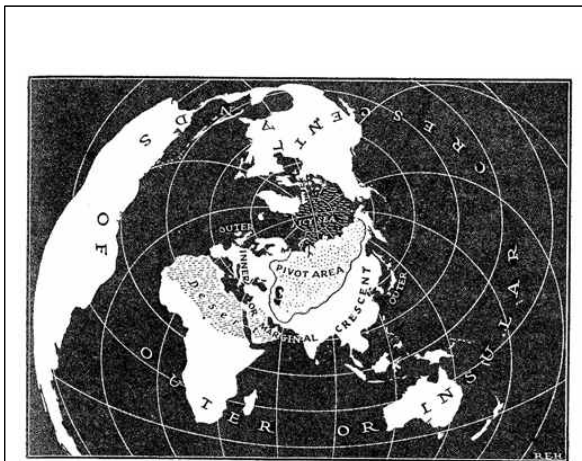 LANDS OF OUTER OR INSULAR CRESCENT
ICY SEA
OUTER
PIVOT AREA
INNER OR MARGINAL CRESCENT
OUTER
Desert
R.E.H.